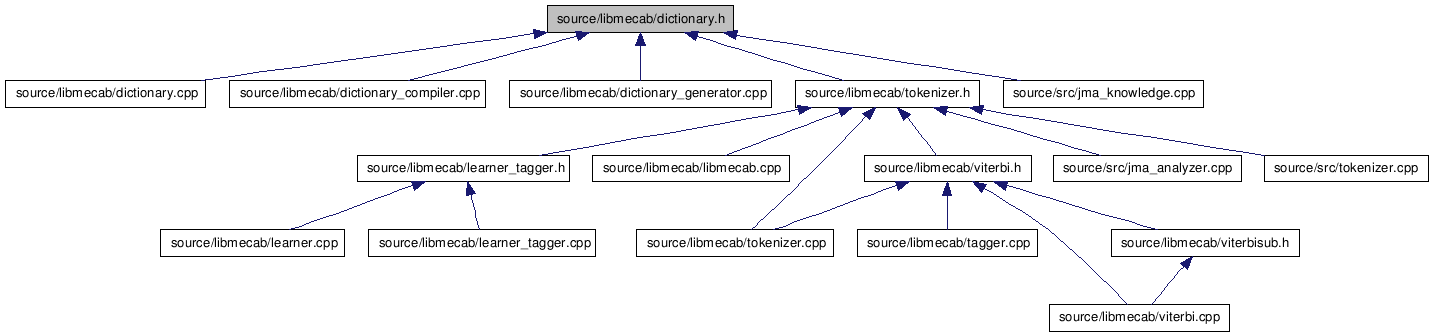 source/libmecab/dictionary.h
source/libmecab/dictionary.cpp
source/libmecab/dictionary_compiler.cpp
source/libmecab/dictionary_generator.cpp
source/libmecab/tokenizer.h
source/src/jma_knowledge.cpp
source/libmecab/learner_tagger.h
source/libmecab/libmecab.cpp
source/libmecab/viterbi.h
source/src/jma_analyzer.cpp
source/src/tokenizer.cpp
source/libmecab/learner.cpp
source/libmecab/learner_tagger.cpp
source/libmecab/tokenizer.cpp
source/libmecab/tagger.cpp
source/libmecab/viterbisub.h
source/libmecab/viterbi.cpp